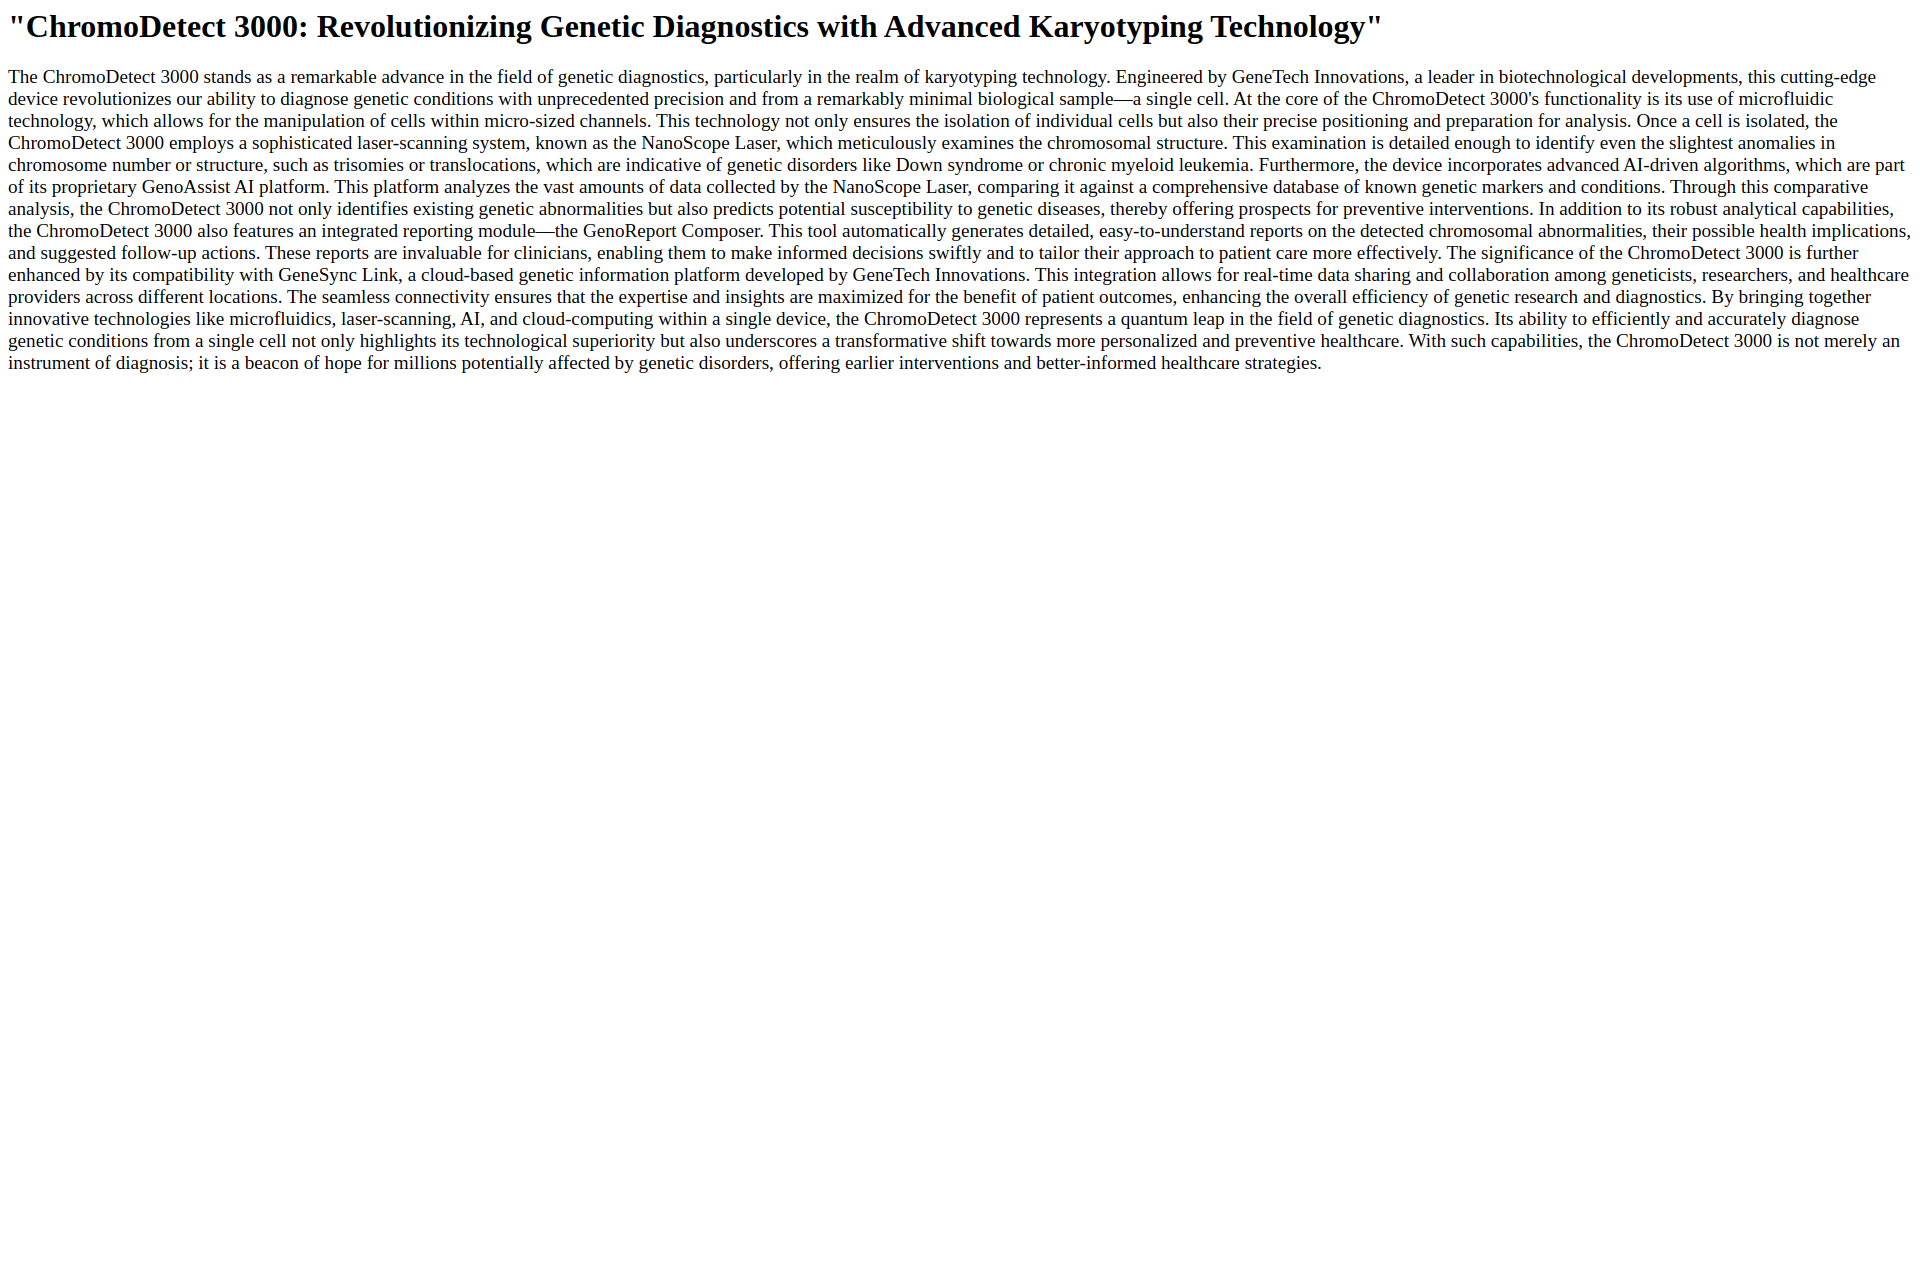 "ChromoDetect 3000: Revolutionizing Genetic Diagnostics with Advanced Karyotyping Technology"
The ChromoDetect 3000 stands as a remarkable advance in the field of genetic diagnostics, particularly in the realm of karyotyping technology. Engineered by GeneTech Innovations, a leader in biotechnological developments, this cutting-edge
device revolutionizes our ability to diagnose genetic conditions with unprecedented precision and from a remarkably minimal biological sample—a single cell. At the core of the ChromoDetect 3000's functionality is its use of microfluidic
technology, which allows for the manipulation of cells within micro-sized channels. This technology not only ensures the isolation of individual cells but also their precise positioning and preparation for analysis. Once a cell is isolated, the
ChromoDetect 3000 employs a sophisticated laser-scanning system, known as the NanoScope Laser, which meticulously examines the chromosomal structure. This examination is detailed enough to identify even the slightest anomalies in
chromosome number or structure, such as trisomies or translocations, which are indicative of genetic disorders like Down syndrome or chronic myeloid leukemia. Furthermore, the device incorporates advanced AI-driven algorithms, which are part
of its proprietary GenoAssist AI platform. This platform analyzes the vast amounts of data collected by the NanoScope Laser, comparing it against a comprehensive database of known genetic markers and conditions. Through this comparative
analysis, the ChromoDetect 3000 not only identifies existing genetic abnormalities but also predicts potential susceptibility to genetic diseases, thereby offering prospects for preventive interventions. In addition to its robust analytical capabilities,
the ChromoDetect 3000 also features an integrated reporting module—the GenoReport Composer. This tool automatically generates detailed, easy-to-understand reports on the detected chromosomal abnormalities, their possible health implications,
and suggested follow-up actions. These reports are invaluable for clinicians, enabling them to make informed decisions swiftly and to tailor their approach to patient care more effectively. The significance of the ChromoDetect 3000 is further
enhanced by its compatibility with GeneSync Link, a cloud-based genetic information platform developed by GeneTech Innovations. This integration allows for real-time data sharing and collaboration among geneticists, researchers, and healthcare
providers across different locations. The seamless connectivity ensures that the expertise and insights are maximized for the benefit of patient outcomes, enhancing the overall efficiency of genetic research and diagnostics. By bringing together
innovative technologies like microfluidics, laser-scanning, AI, and cloud-computing within a single device, the ChromoDetect 3000 represents a quantum leap in the field of genetic diagnostics. Its ability to efficiently and accurately diagnose
genetic conditions from a single cell not only highlights its technological superiority but also underscores a transformative shift towards more personalized and preventive healthcare. With such capabilities, the ChromoDetect 3000 is not merely an
instrument of diagnosis; it is a beacon of hope for millions potentially affected by genetic disorders, offering earlier interventions and better-informed healthcare strategies.